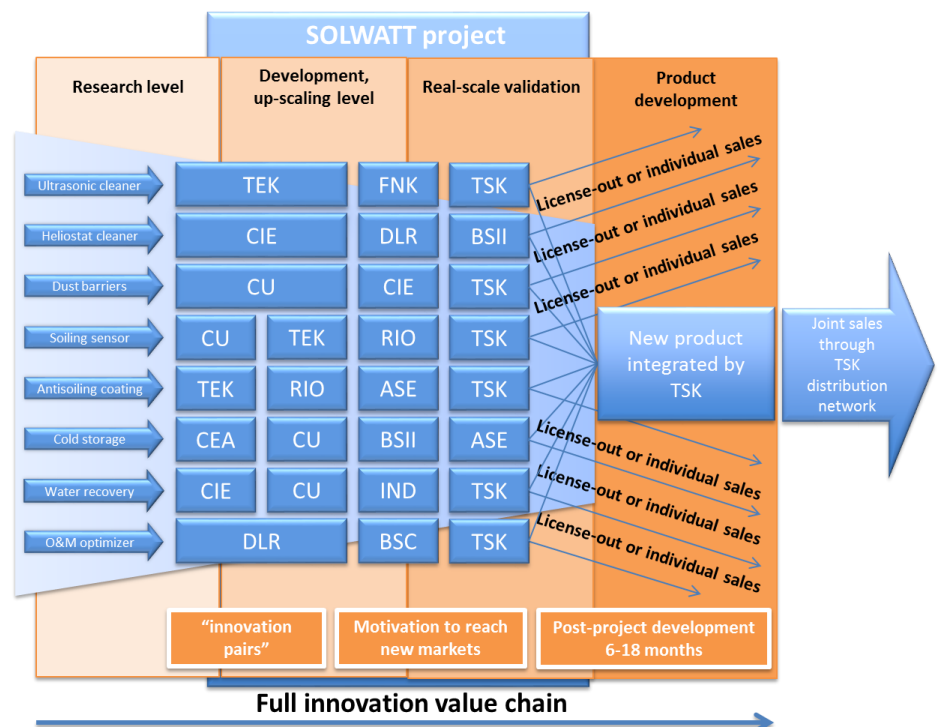 SOLWATT project
Research level
Development,
up-scaling level
Real-scale validation
Product
development
Ultrasonic cleaner
TEK
FNK
TSK
License-out or individual sales
Heliostat cleaner
CIE
DLR
BSII
License-out or individual sales
Dust barriers
CU
CIE
TSK
License-out or individual sales
Soiling sensor
CU
TEK
RIO
TSK
New product
integrated by
TSK
Joint sales
through
TSK
distribution
network
Antisoiling coating
TEK
RIO
ASE
TSK
Cold storage
CEA
CU
BSII
ASE
License-out or individual sales
Water recovery
CIE
CU
IND
TSK
License-out or individual sales
O&M optimizer
DLR
BSC
TSK
License-out or individual sales
“innovation
pairs”
Motivation to reach
new markets
Post-project development
6-18 months
Full innovation value chain